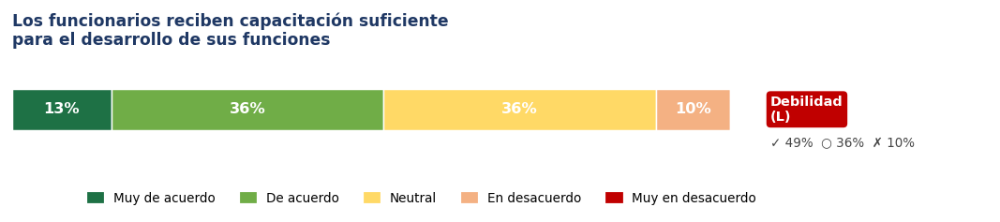 Los funcionarios reciben capacitación suficiente
para el desarrollo de sus funciones
13%
36%
36%
10%
Debilidad
(L)
✓ 49% ○ 36% ✗ 10%
Muy de acuerdo
De acuerdo
Neutral
En desacuerdo
Muy en desacuerdo